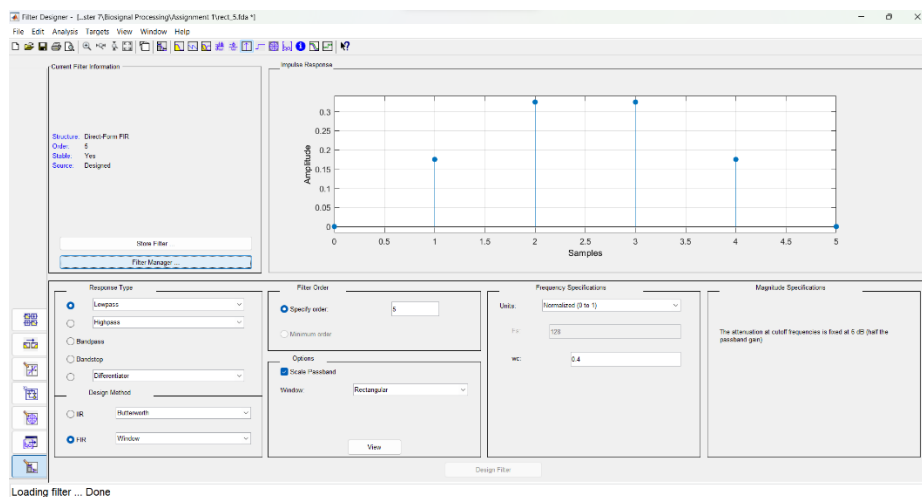 Filter Designer - [...ster 7\Biosignal Processing\Assignment 1\rect_5.fda *]
File Edit Analysis Targets View Window Help
Current Filter Information
Structure: Direct-Form FIR
Order: 5
Stable: Yes
Source: Designed
Store Filter ...
Filter Manager ...
Impulse Response
Amplitude
0.3
0.25
0.2
0.15
0.1
0.05
0
0 0.5 1 1.5 2 2.5 3 3.5 4 4.5 5
Samples
Response Type
Lowpass
Highpass
Bandpass
Bandstop
Differentiator
Design Method
IIR Butterworth
FIR Window
Filter Order
Specify order: 5
Minimum order
Options
Scale Passband
Window: Rectangular
View
Frequency Specifications
Units: Normalized (0 to 1)
Fs: 128
wc: 0.4
Magnitude Specifications
The attenuation at cutoff frequencies is fixed at 6 dB (half the
passband gain)
Design Filter
Loading filter ... Done